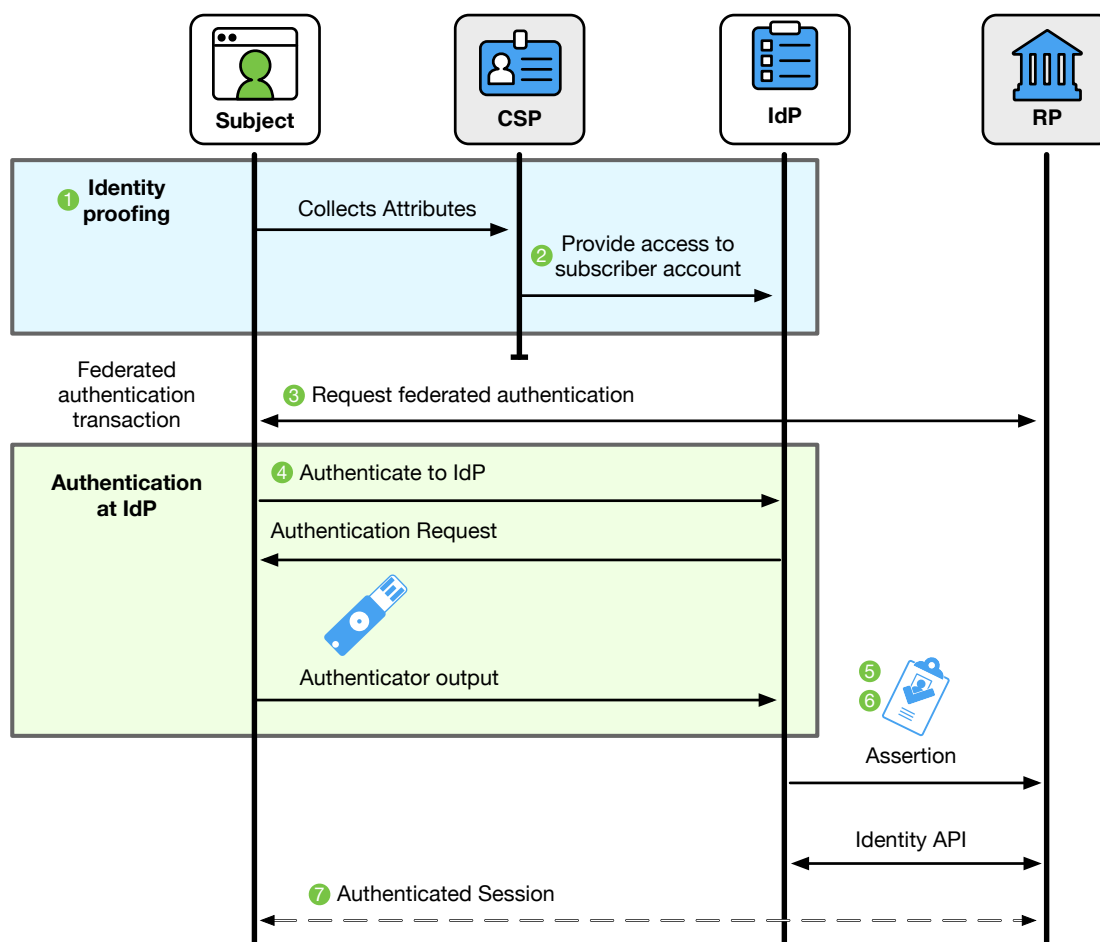 Subject
CSP
IdP
RP
1 Identity
proofing
Collects Attributes
2 Provide access to
subscriber account
Federated
authentication
transaction
3 Request federated authentication
Authentication
at IdP
4 Authenticate to IdP
Authentication Request
Authenticator output
5
6
Assertion
Identity API
7 Authenticated Session